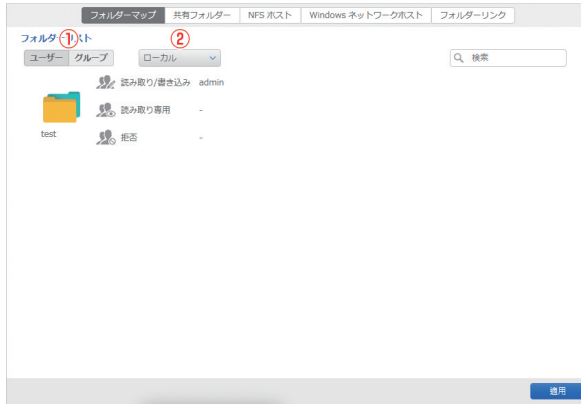 フォルダーマップ 共有フォルダー NFS ホスト Windows ネットワークホスト フォルダーリンク
フォルダーリスト
① ②
ユーザー グループ ローカル 検索
読み取り/書き込み admin
読み取り専用 -
test 拒否 -
適用